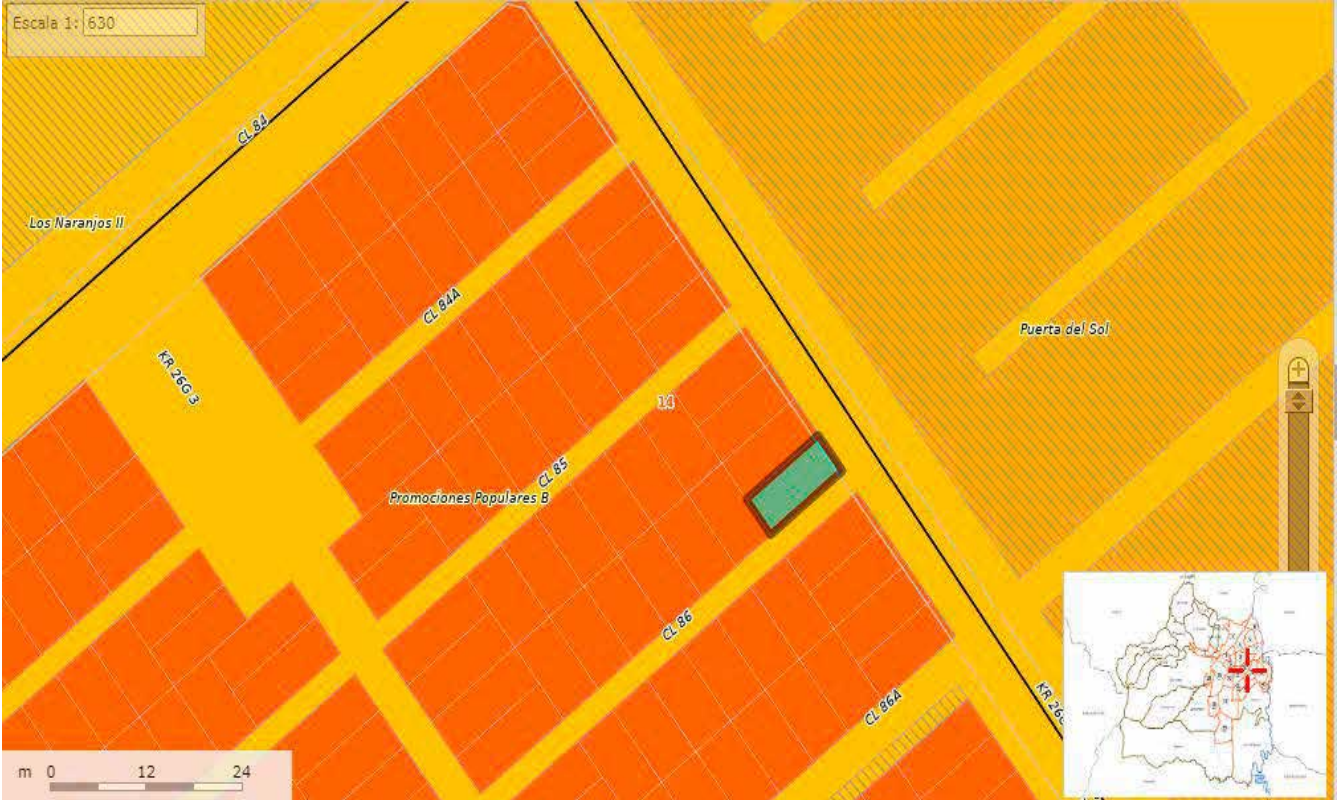 Escala 1: 630
CL 84
Los Naranjos II
CL 84A
KR 26G 3
Puerta del Sol
14
CL 85
Promociones Populares B
CL 86
CL 86A
m 0 12 24